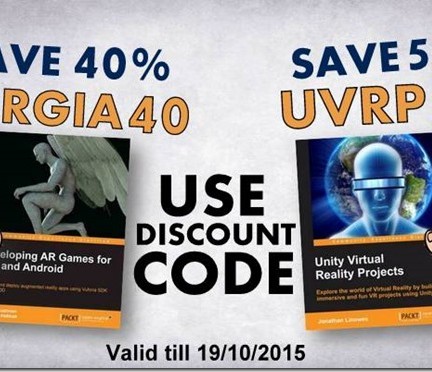 AVE 40%
RGIA40
SAVE 5
UVRP
USE
DISCOUNT
CODE
eloping AR Games for
and Android
Unity Virtual
Reality Projects
Explore the world of Virtual Reality by
immersive and fun VR projects using
Jonathan Linowes
PACKT
PACKT
Valid till 19/10/2015